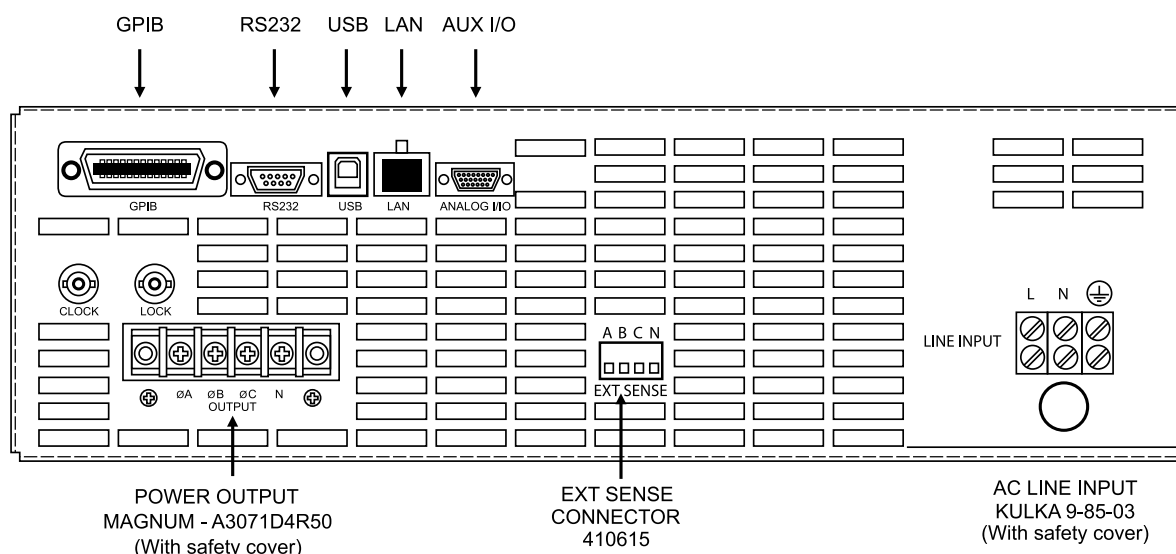 GPIB RS232 USB LAN AUX I/O
GPIB RS232 USB LAN ANALOG I/O
CLOCK LOCK
L N
A B C N
LINE INPUT
EXT SENSE
ØA ØB ØC N
OUTPUT
POWER OUTPUT
MAGNUM - A3071D4R50
(With safety cover)
EXT SENSE
CONNECTOR
410615
AC LINE INPUT
KULKA 9-85-03
(With safety cover)